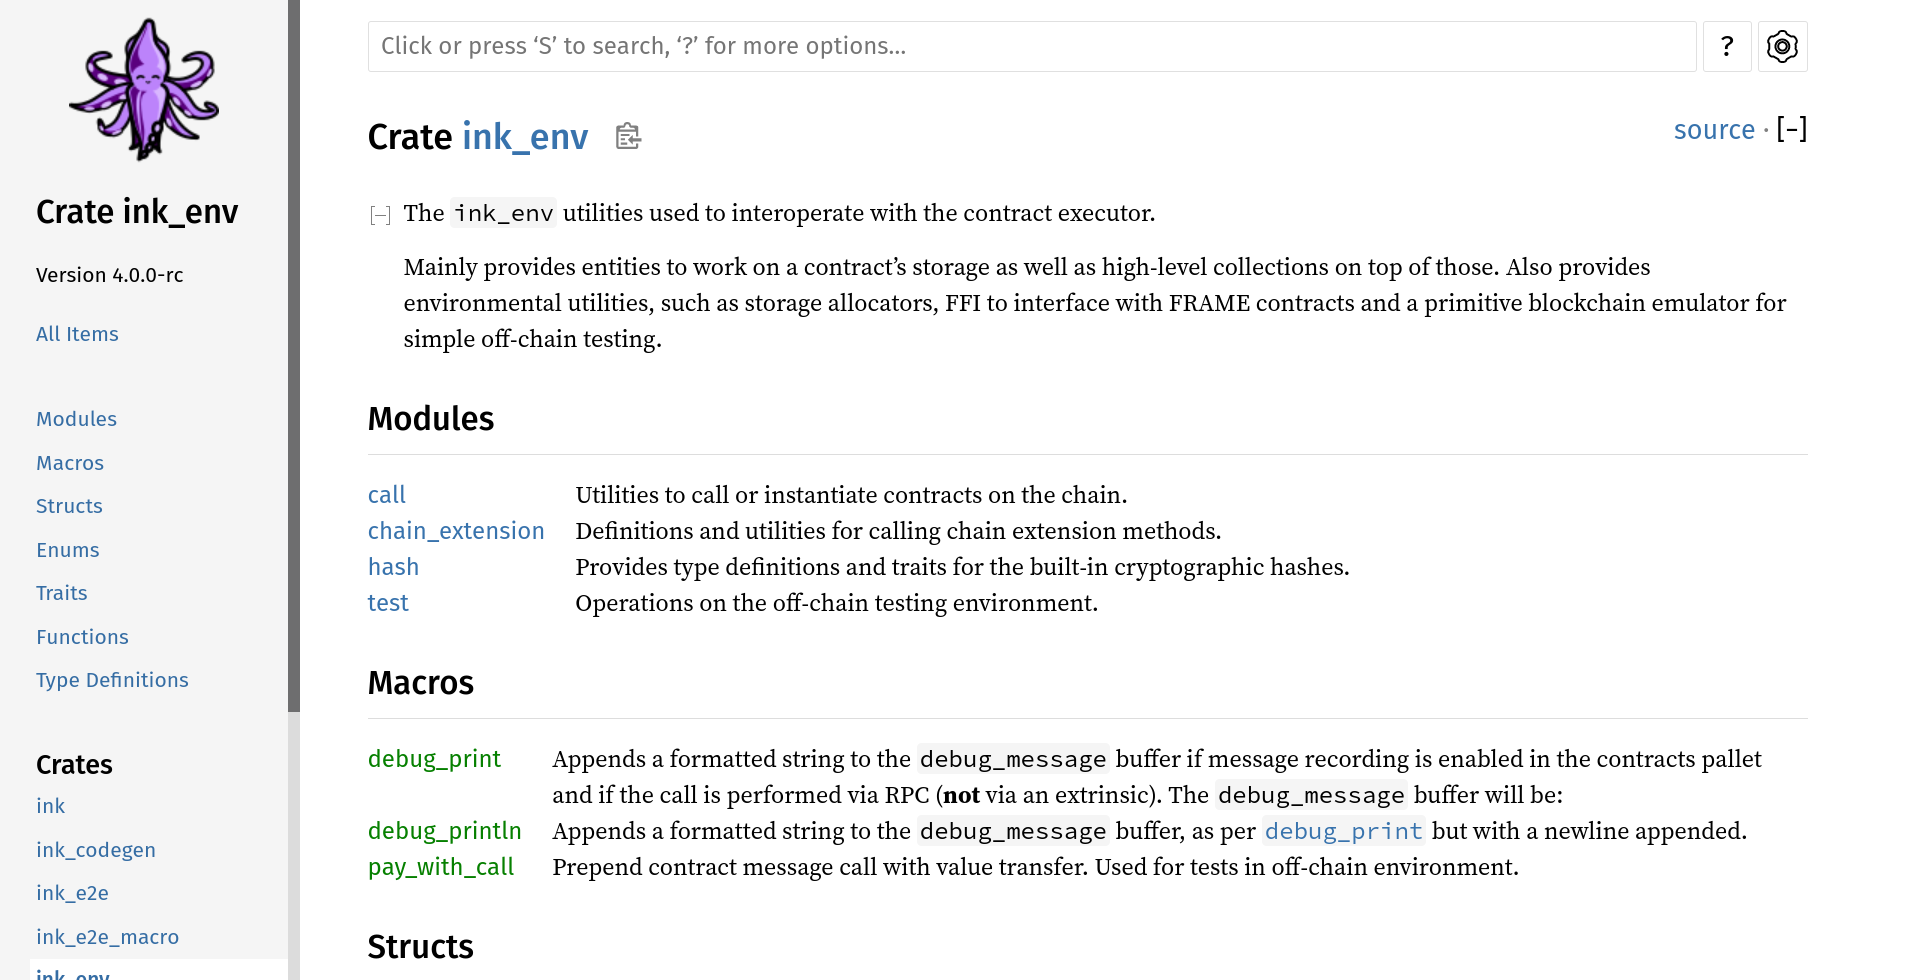 Crate ink_env
Version 4.0.0-rc
All Items
Modules
Macros
Structs
Enums
Traits
Functions
Type Definitions
Crates
ink
ink_codegen
ink_e2e
ink_e2e_macro
ink_env
Click or press ‘S’ to search, ‘?’ for more options…
?
Crate ink_env
source · [−]
[−] The ink_env utilities used to interoperate with the contract executor.
Mainly provides entities to work on a contract’s storage as well as high-level collections on top of those. Also provides
environmental utilities, such as storage allocators, FFI to interface with FRAME contracts and a primitive blockchain emulator for
simple off-chain testing.
Modules
call Utilities to call or instantiate contracts on the chain.
chain_extension Definitions and utilities for calling chain extension methods.
hash Provides type definitions and traits for the built-in cryptographic hashes.
test Operations on the off-chain testing environment.
Macros
debug_print Appends a formatted string to the debug_message buffer if message recording is enabled in the contracts pallet
and if the call is performed via RPC (not via an extrinsic). The debug_message buffer will be:
debug_println Appends a formatted string to the debug_message buffer, as per debug_print but with a newline appended.
pay_with_call Prepend contract message call with value transfer. Used for tests in off-chain environment.
Structs